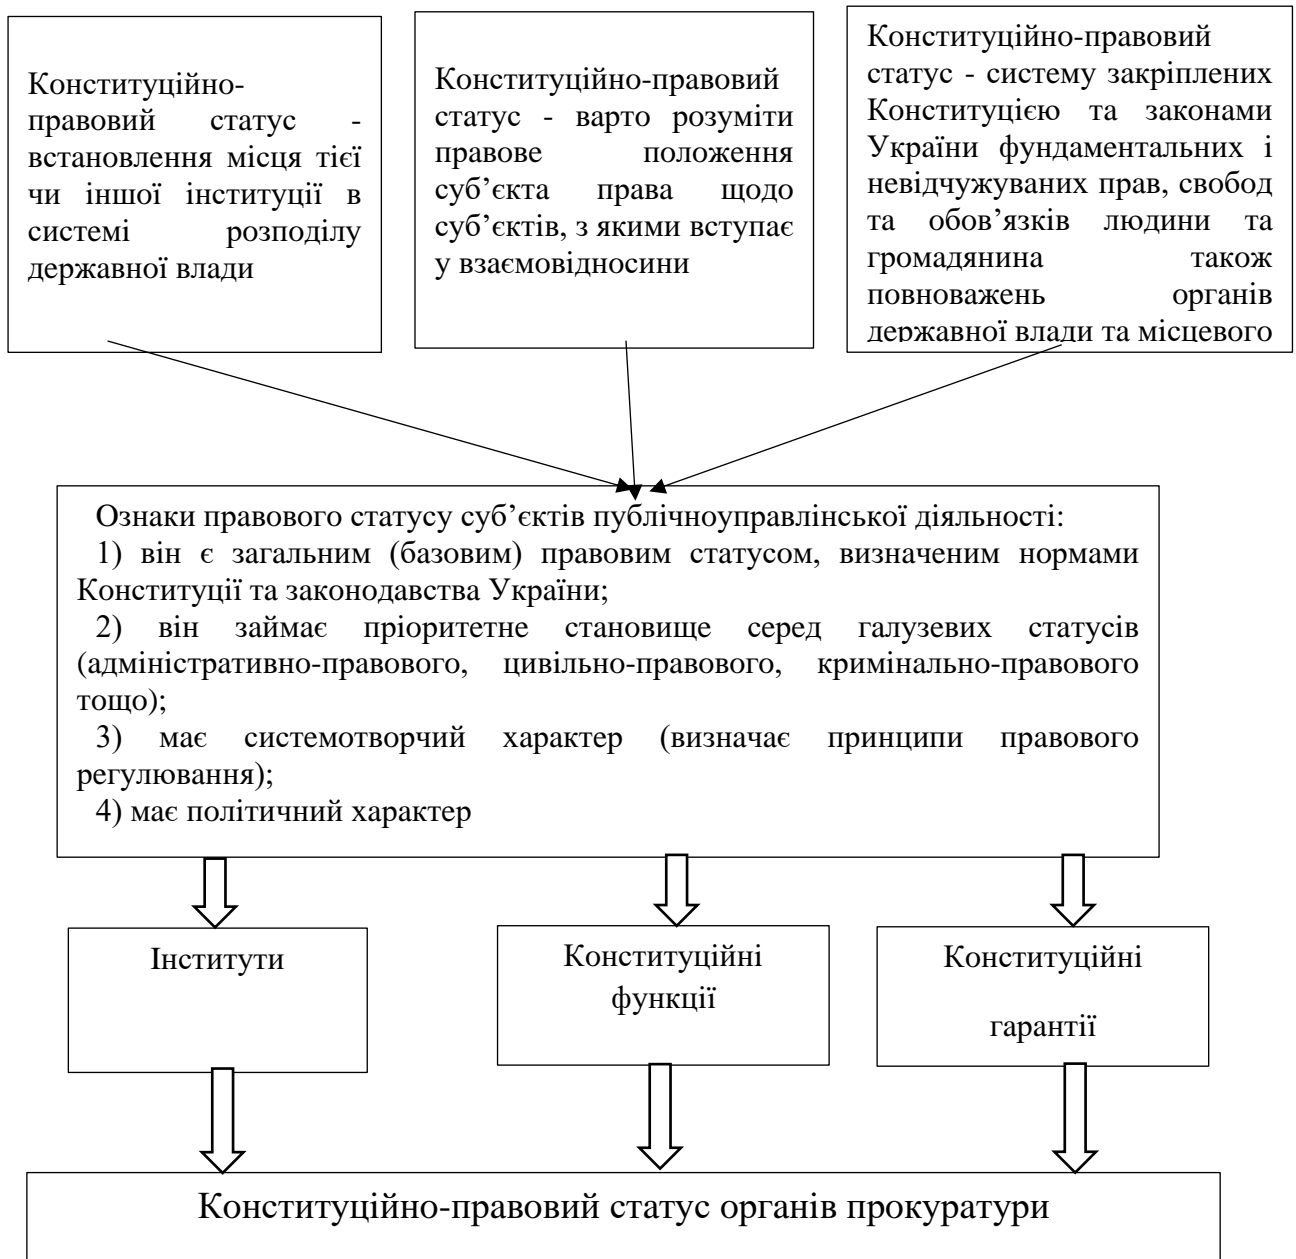 Конституційно-
правовий статус -
встановлення місця тієї
чи іншої інституції в
системі розподілу
державної влади
Конституційно-правовий
статус - варто розуміти
правове положення
суб’єкта права щодо
суб’єктів, з якими вступає
у взаємовідносини
Конституційно-правовий
статус - систему закріплених
Конституцією та законами
України фундаментальних і
невідчужуваних прав, свобод
та обов’язків людини та
громадянина також
повноважень органів
державної влади та місцевого
Ознаки правового статусу суб’єктів публічноуправлінської діяльності:
1) він є загальним (базовим) правовим статусом, визначеним нормами
Конституції та законодавства України;
2) він займає пріоритетне становище серед галузевих статусів
(адміністративно-правового, цивільно-правового, кримінально-правового
тощо);
3) має системотворчий характер (визначає принципи правового
регулювання);
4) має політичний характер
Інститути
Конституційні
функції
Конституційні
гарантії
Конституційно-правовий статус органів прокуратури